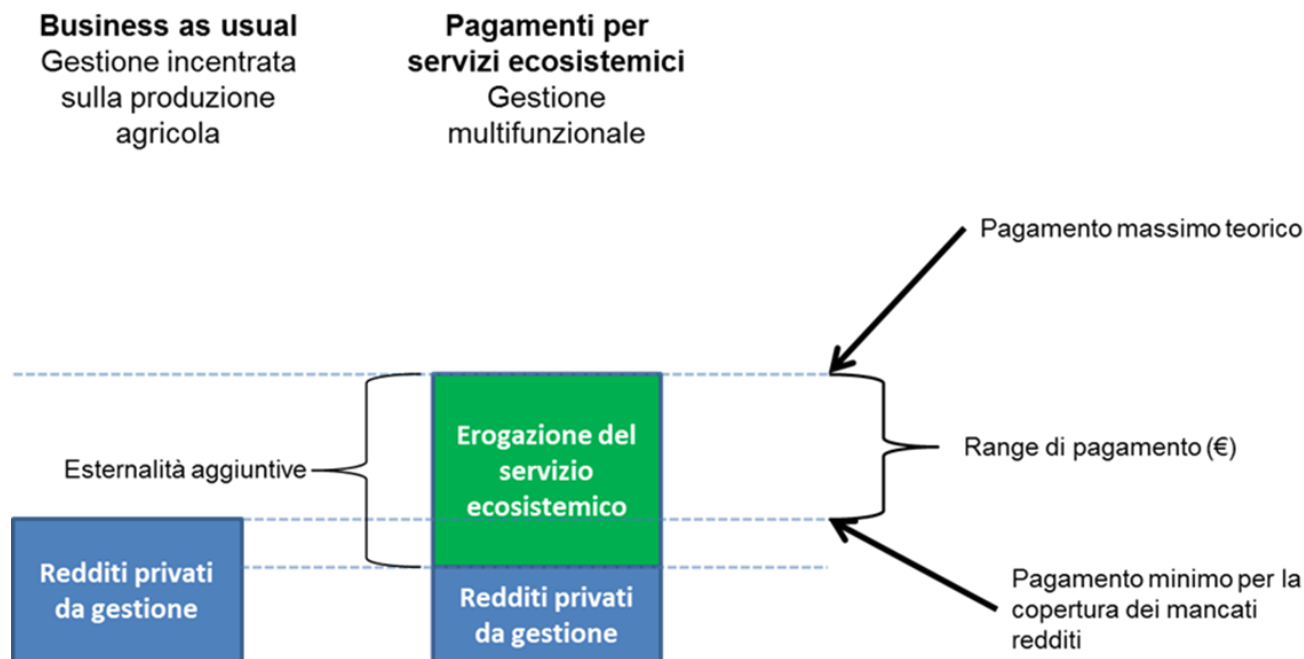 Business as usual
Gestione incentrata
sulla produzione
agricola
Pagamenti per
servizi ecosistemici
Gestione
multifunzionale
Pagamento massimo teorico
Erogazione del
servizio
ecosistemico
Esternalità aggiuntive
Range di pagamento (€)
Redditi privati
da gestione
Redditi privati
da gestione
Pagamento minimo per la
copertura dei mancati
redditi